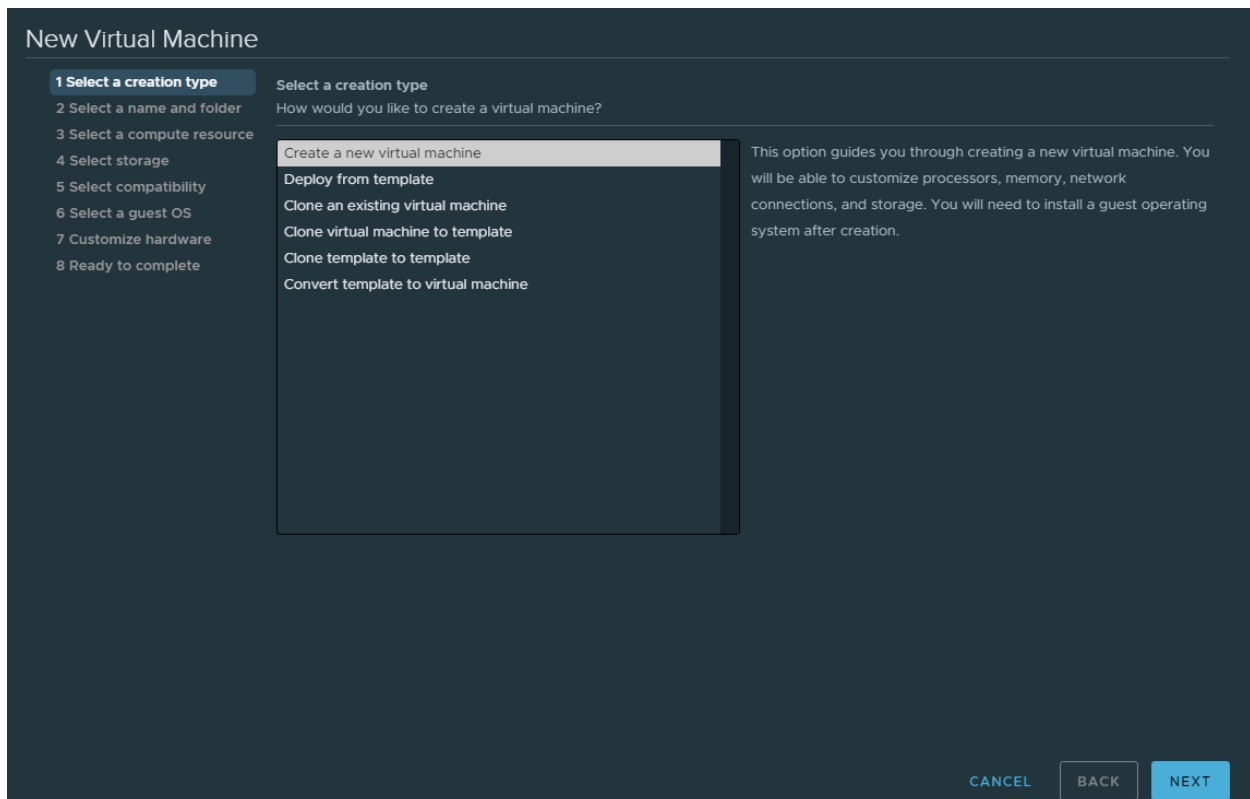 New Virtual Machine
1 Select a creation type
2 Select a name and folder
3 Select a compute resource
4 Select storage
5 Select compatibility
6 Select a guest OS
7 Customize hardware
8 Ready to complete
Select a creation type
How would you like to create a virtual machine?
Create a new virtual machine
Deploy from template
Clone an existing virtual machine
Clone virtual machine to template
Clone template to template
Convert template to virtual machine
This option guides you through creating a new virtual machine. You
will be able to customize processors, memory, network
connections, and storage. You will need to install a guest operating
system after creation.
CANCEL
BACK
NEXT